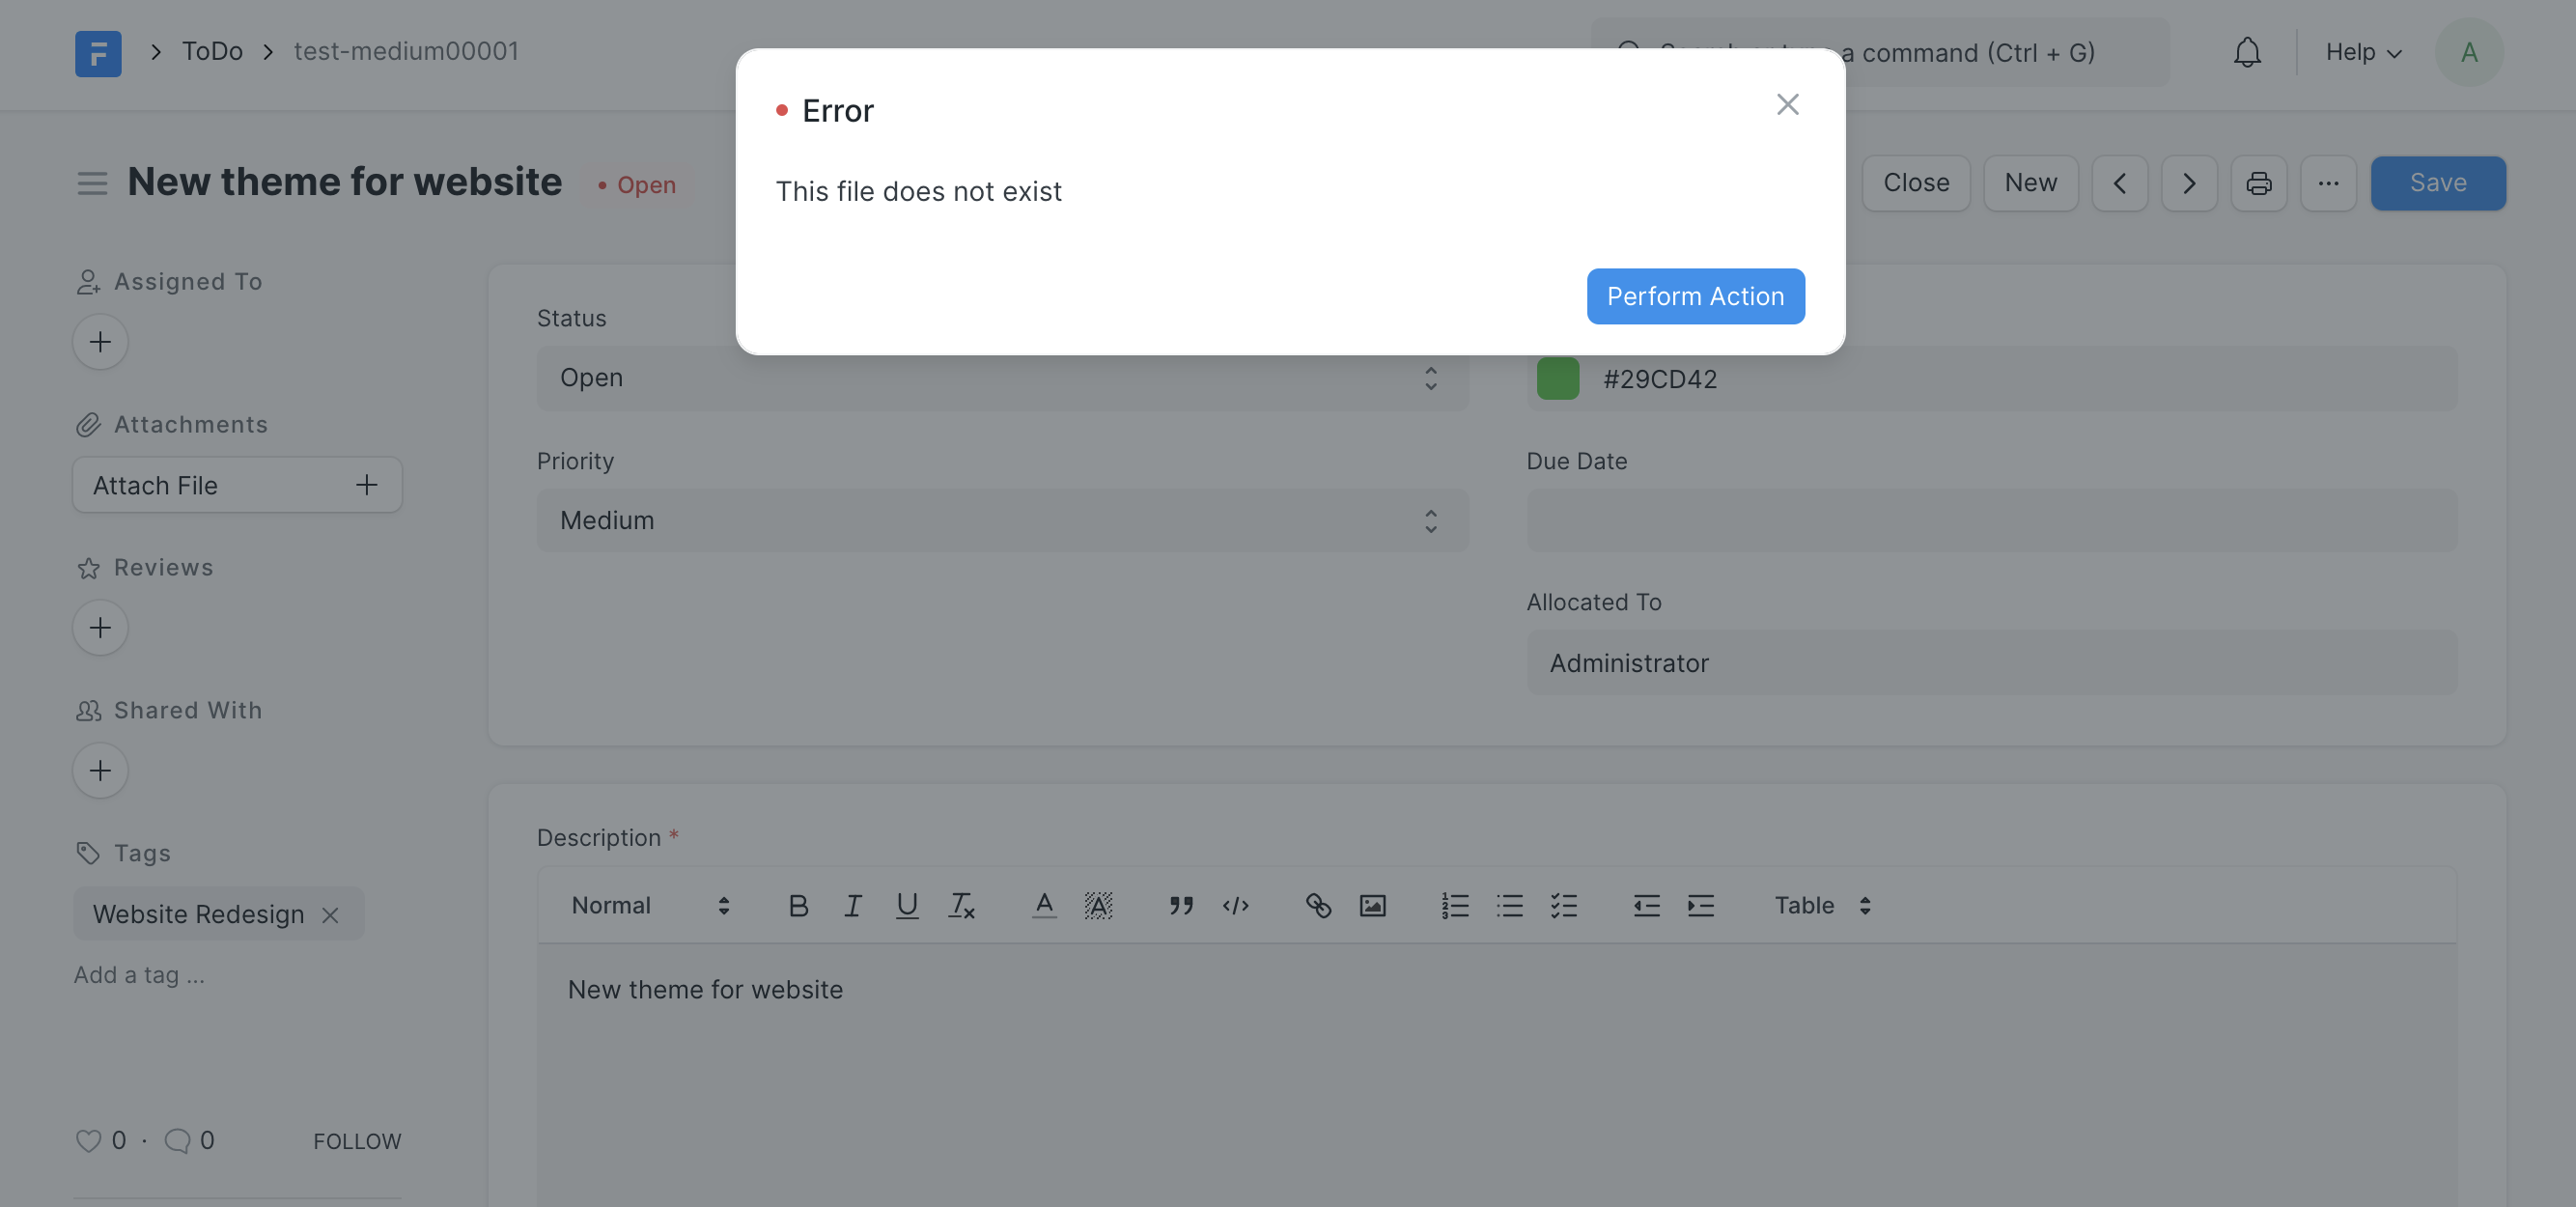 F
ToDo
test-medium00001
a command (Ctrl + G)
Help
A
Error
This file does not exist
Perform Action
New theme for website
Open
Close
New
Save
Assigned To
Attachments
Attach File
Reviews
Shared With
Tags
Website Redesign
Add a tag ...
0 · 0
FOLLOW
Status
Open
#29CD42
Priority
Medium
Due Date
Allocated To
Administrator
Description *
Normal
Table
New theme for website